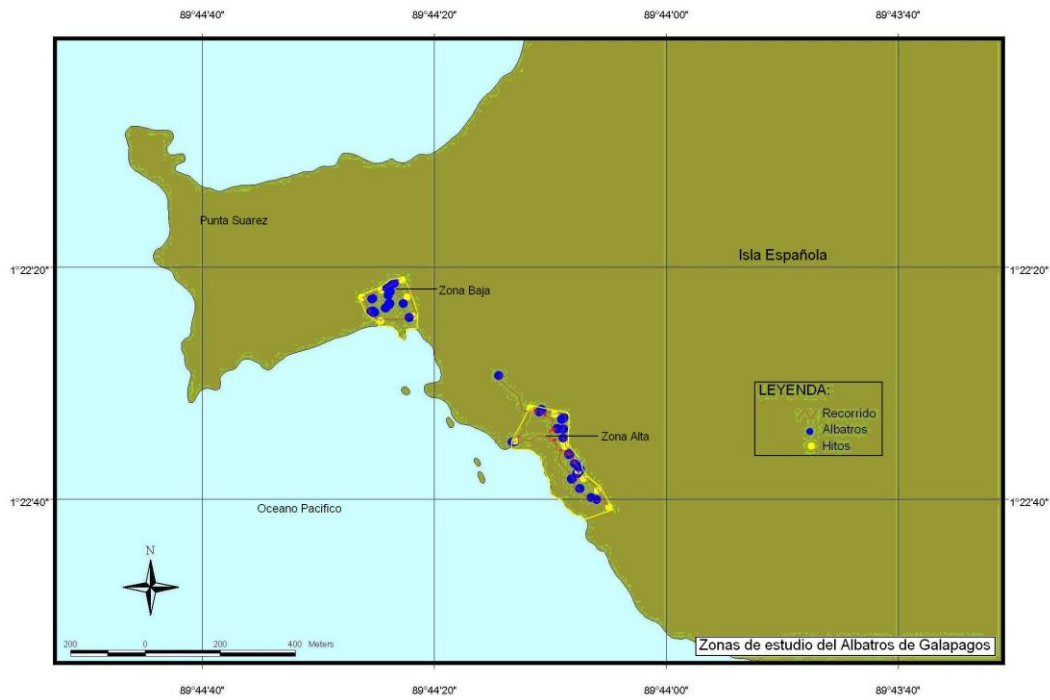 89°44'40" 89°44'20" 89°44'00" 89°43'40"
Punta Suarez
Isla Española
1°22'20" 1°22'20"
Zona Baja
LEYENDA:
Recorrido
Albatros
Hitos
Zona Alta
1°22'40" 1°22'40"
Oceano Pacifico
N
200 0 200 400 Meters
Zonas de estudio del Albatros de Galapagos
89°44'40" 89°44'20" 89°44'00" 89°43'40"